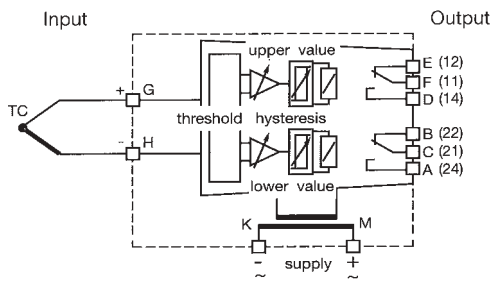 Input
Output
upper value
E (12)
+ G
F (11)
TC
D (14)
threshold hysteresis
B (22)
- H
C (21)
A (24)
lower value
K M
- supply +
~ ~